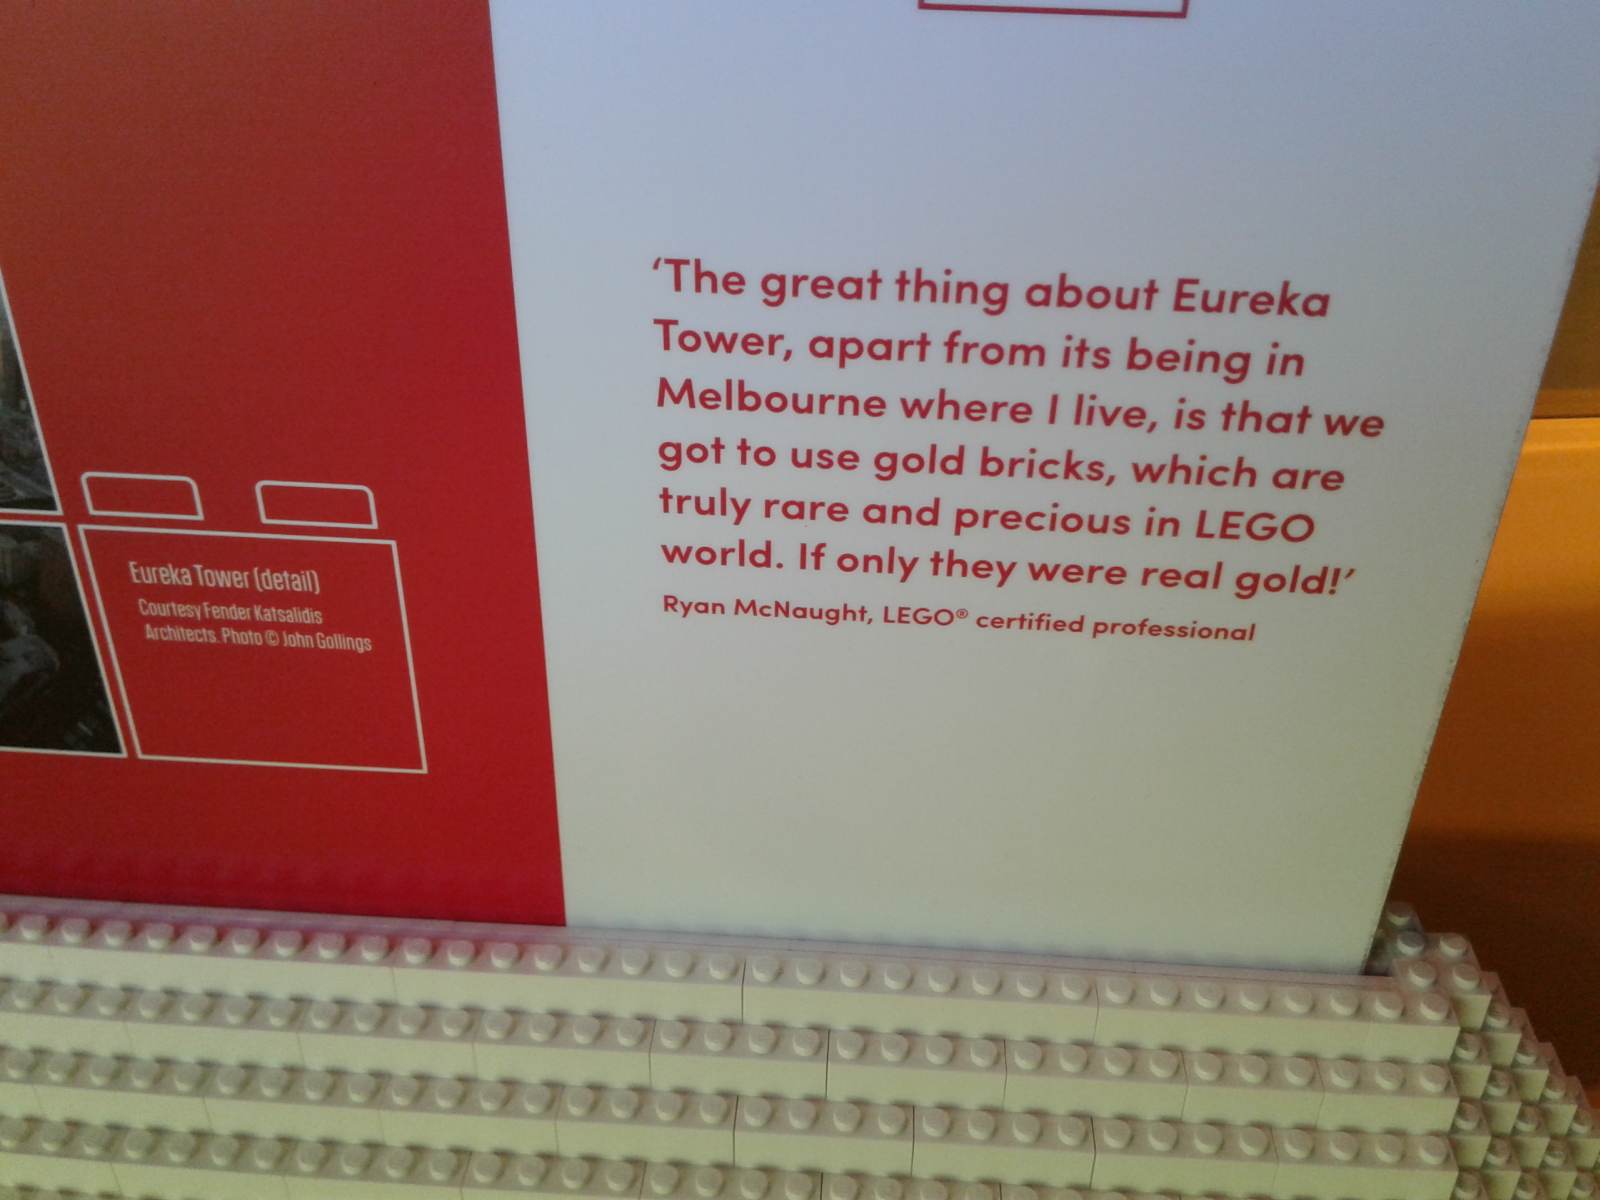 Eureka Tower (detail)
Courtesy Fender Katsalidis
Architects. Photo © John Gollings
‘The great thing about Eureka
Tower, apart from its being in
Melbourne where I live, is that we
got to use gold bricks, which are
truly rare and precious in LEGO
world. If only they were real gold!’
Ryan McNaught, LEGO® certified professional